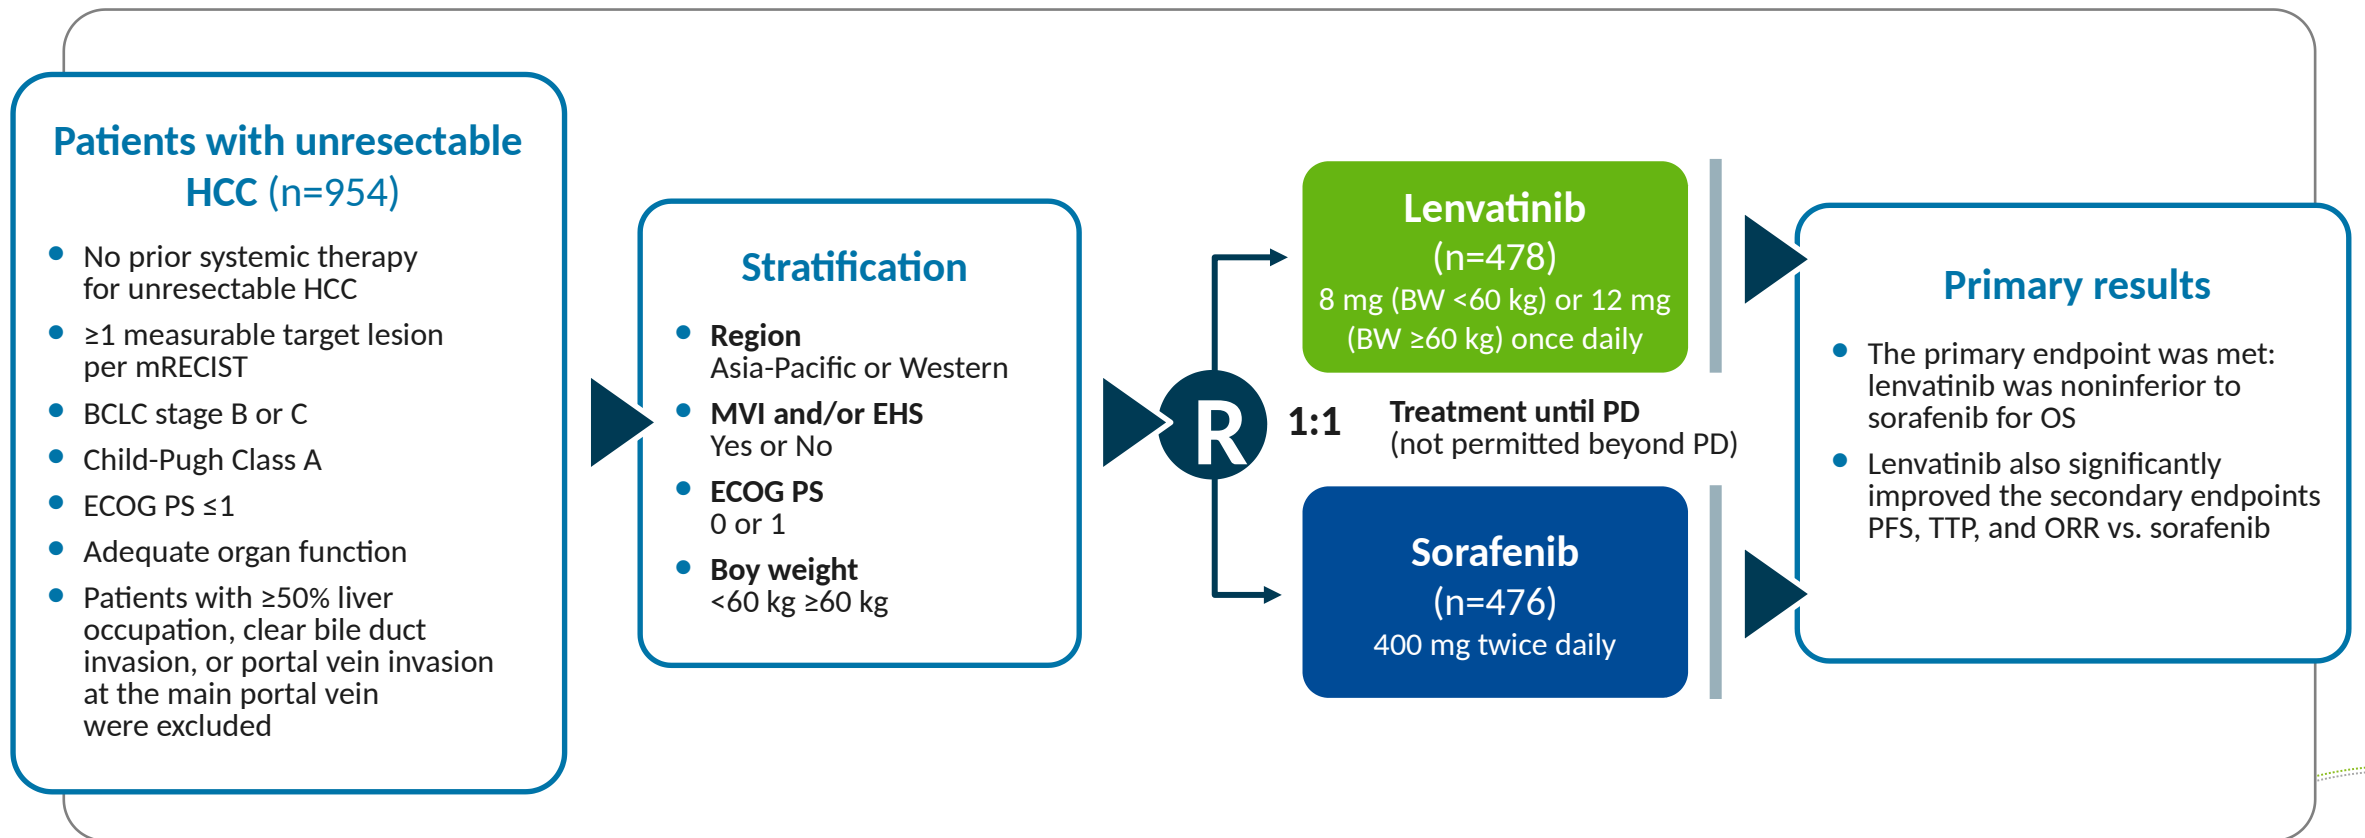 Patients with unresectable
HCC (n=954)
• No prior systemic therapy
for unresectable HCC
• ≥1 measurable target lesion
per mRECIST
• BCLC stage B or C
• Child-Pugh Class A
• ECOG PS ≤1
• Adequate organ function
• Patients with ≥50% liver
occupation, clear bile duct
invasion, or portal vein invasion
at the main portal vein
were excluded
Stratification
• Region
Asia-Pacific or Western
• MVI and/or EHS
Yes or No
• ECOG PS
0 or 1
• Boy weight
<60 kg ≥60 kg
R
1:1
Lenvatinib
(n=478)
8 mg (BW <60 kg) or 12 mg
(BW ≥60 kg) once daily
Treatment until PD
(not permitted beyond PD)
Sorafenib
(n=476)
400 mg twice daily
Primary results
• The primary endpoint was met:
lenvatinib was noninferior to
sorafenib for OS
• Lenvatinib also significantly
improved the secondary endpoints
PFS, TTP, and ORR vs. sorafenib